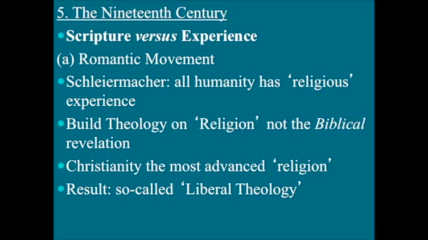 5. The Nineteenth Century
•Scripture versus Experience
(a) Romantic Movement
•Schleiermacher: all humanity has ‘religious’
experience
•Build Theology on ‘Religion’ not the Biblical
revelation
•Christianity the most advanced ‘religion’
•Result: so-called ‘Liberal Theology’